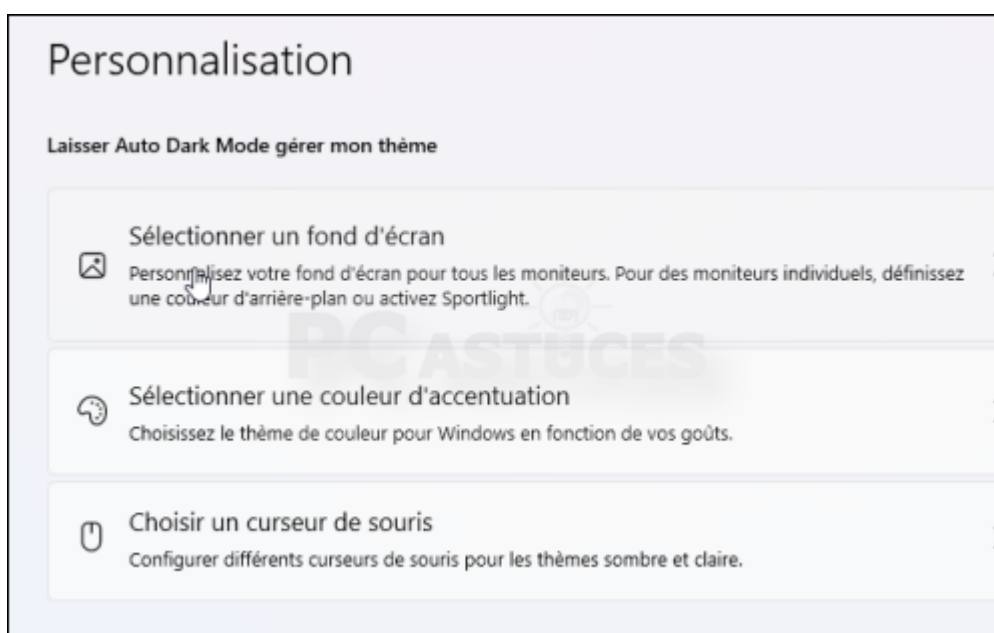 Personnalisation
Laisser Auto Dark Mode gérer mon thème
Sélectionner un fond d'écran
Personnalisez votre fond d'écran pour tous les moniteurs. Pour des moniteurs individuels, définissez
une couleur d'arrière-plan ou activez Sportlight.
PC ASTUCES
Sélectionner une couleur d'accentuation
Choisissez le thème de couleur pour Windows en fonction de vos goûts.
Choisir un curseur de souris
Configurer différents curseurs de souris pour les thèmes sombre et claire.